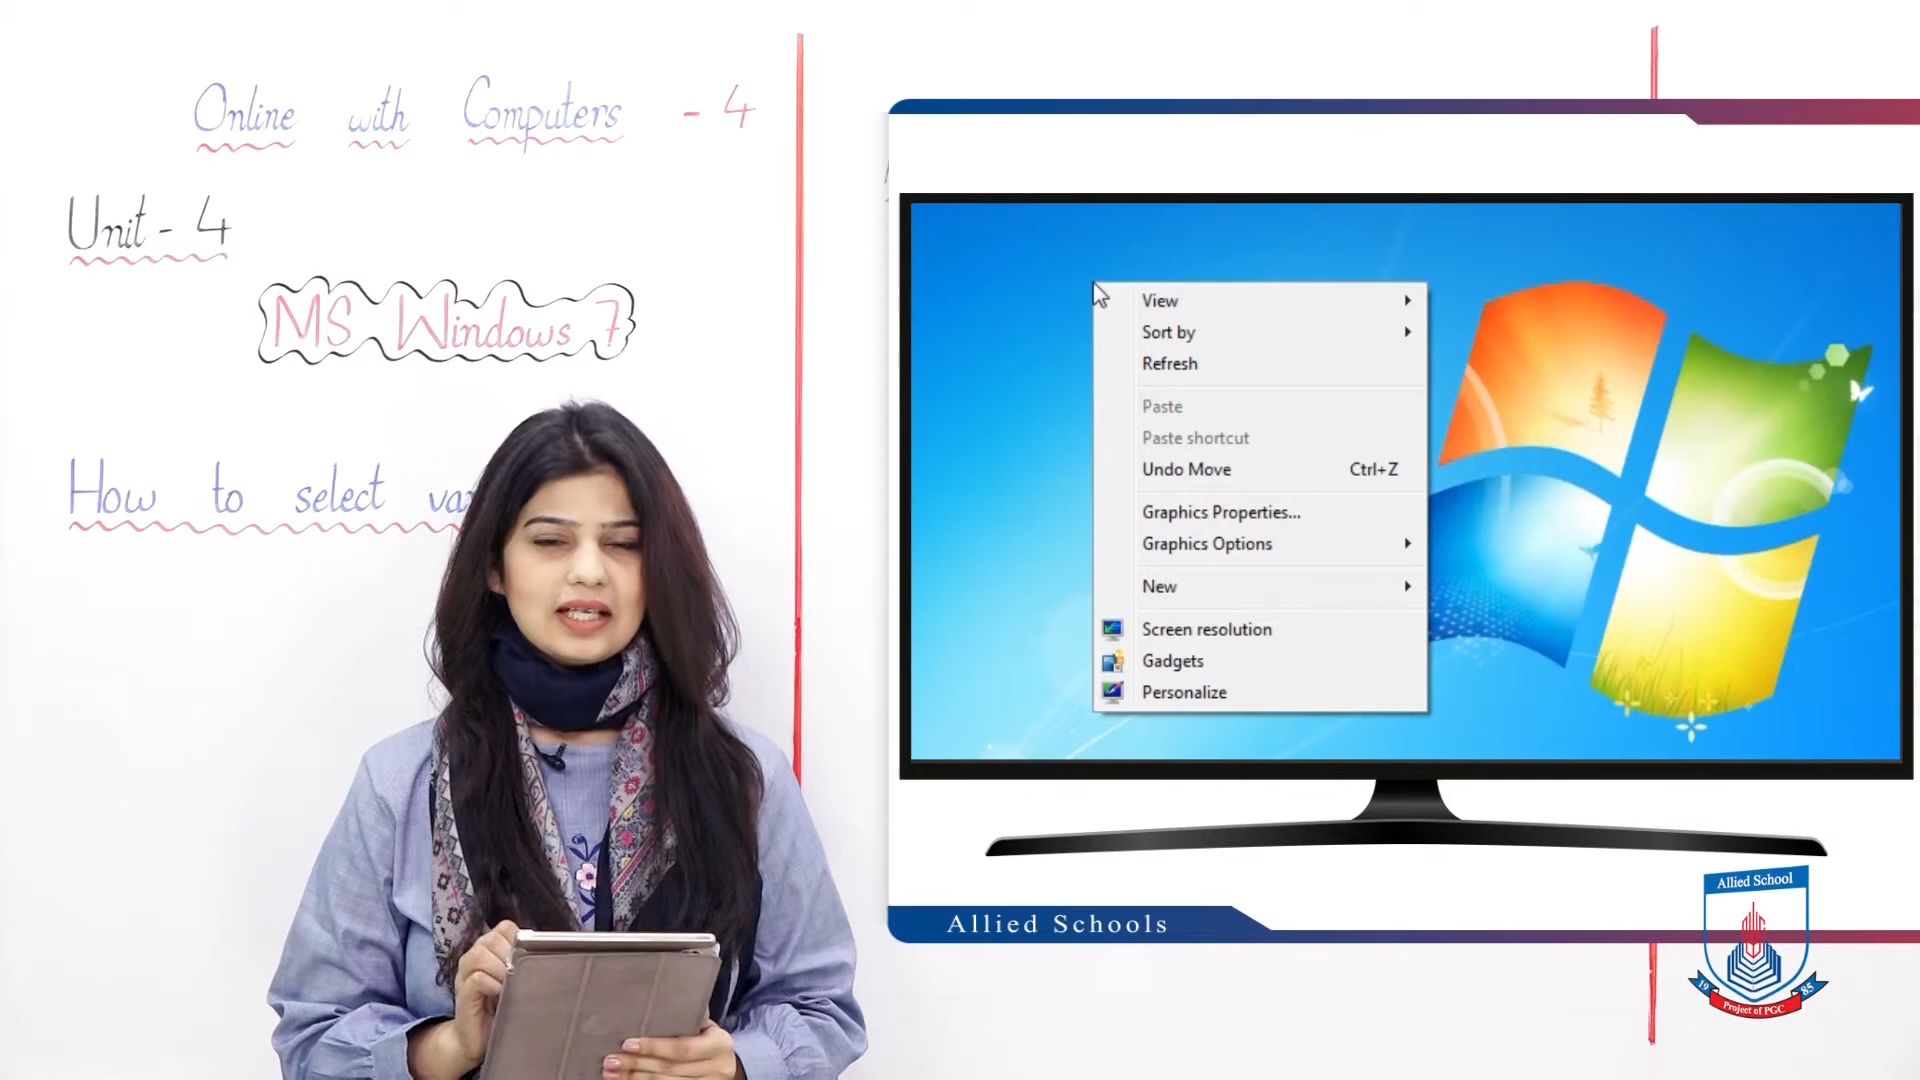 Online with Computers - 4
Unit - 4
MS Windows 7
How to select
View
Sort by
Refresh
Paste
Paste shortcut
Undo Move Ctrl+Z
Graphics Properties...
Graphics Options
New
Screen resolution
Gadgets
Personalize
Allied Schools
Allied School
19 85
Project of PGC